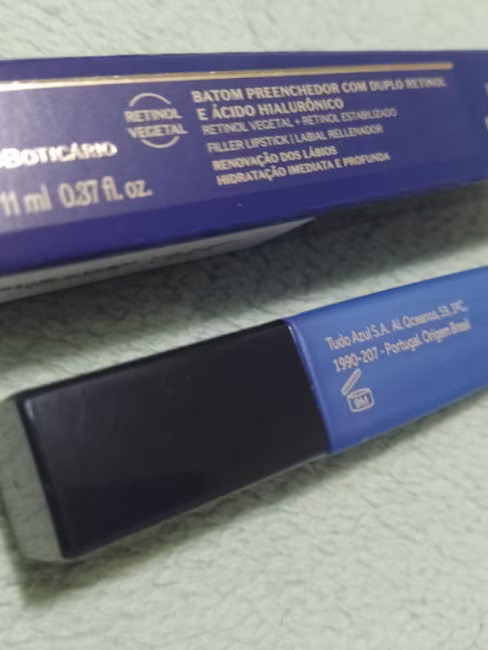 BATOM PREENCHEDOR COM DUPLO RETINOL
E ÁCIDO HIALURÔNICO
RETINOL VEGETAL + RETINOL ESTABILIZADO
FILLER LIPSTICK | LABIAL RELLENADOR
RENOVAÇÃO DOS LÁBIOS
HIDRATAÇÃO IMEDIATA E PROFUNDA
RETINOL
VEGETAL
OBOTICÁRIO
11 ml 0.37 fl. oz.
Tudo Azul S.A. Al. Oceanos, 59, 
1990-207 - Portugal. Origem Brasil
9M